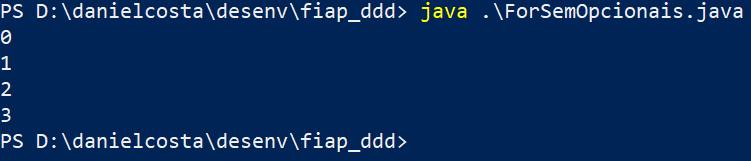 PS D:\danielcosta\desenv\fiap_ddd> java .\ForSemOpcionais.java
0
1
2
3
PS D:\danielcosta\desenv\fiap_ddd>